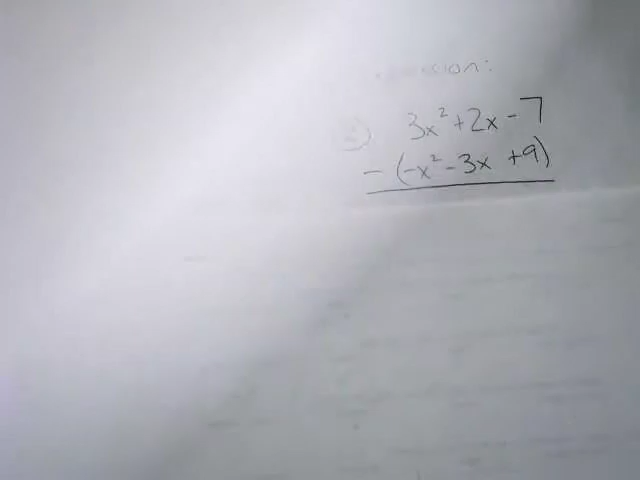 3x² + 2x - 7
- (-x² - 3x + 9)